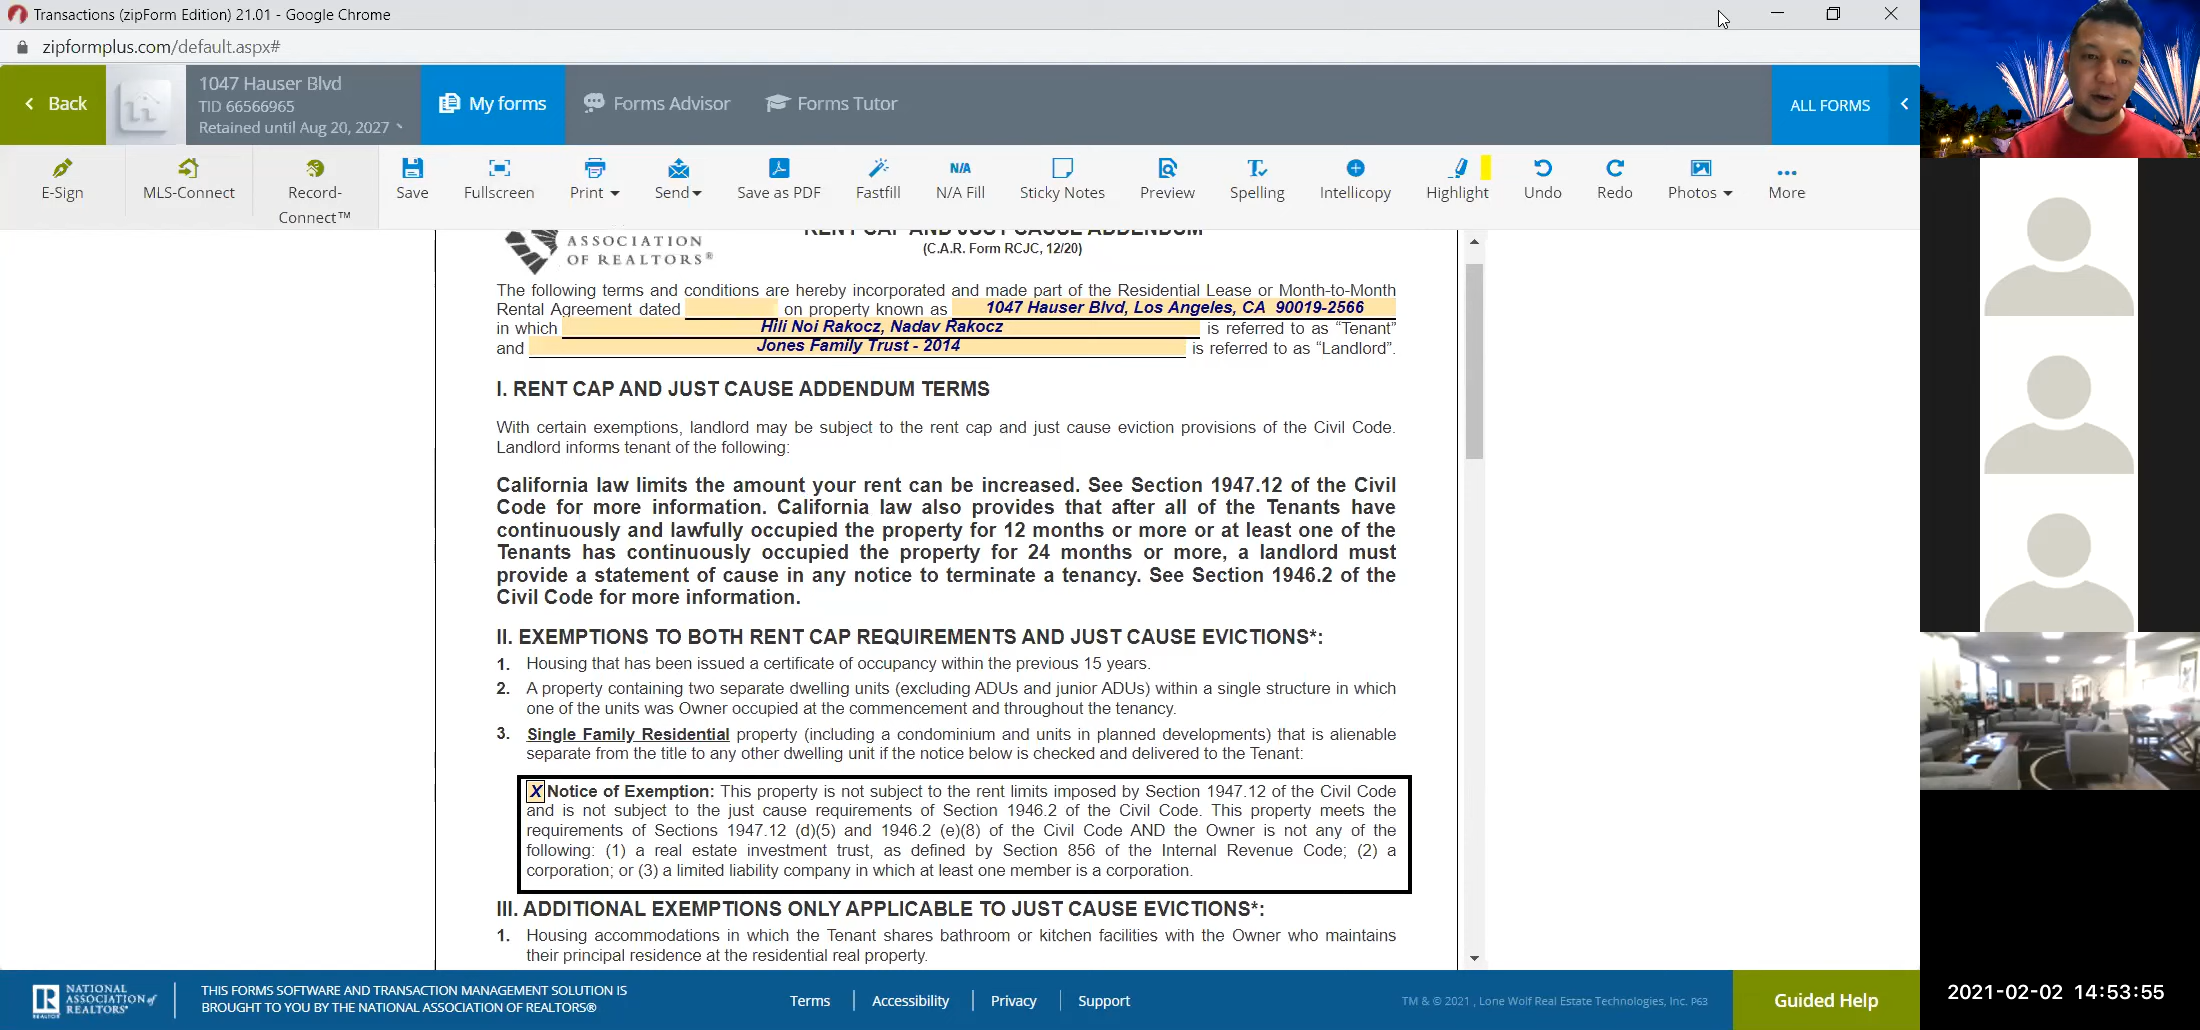 Transactions (zipForm Edition) 21.01 - Google Chrome
zipformplus.com/default.aspx#
Back
1047 Hauser Blvd
TID 66566965
Retained until Aug 20, 2027
My forms
Forms Advisor
Forms Tutor
ALL FORMS
E-Sign
MLS-Connect
Record-
Connect™
Save
Fullscreen
Print
Send
Save as PDF
Fastfill
N/A
N/A Fill
Sticky Notes
Preview
Spelling
Intellicopy
Highlight
Undo
Redo
Photos
More
ASSOCIATION
OF REALTORS®
RENT CAP AND JUST CAUSE ADDENDUM
(C.A.R. Form RCJC, 12/20)
The following terms and conditions are hereby incorporated and made part of the Residential Lease or Month-to-Month
Rental Agreement dated on property known as 1047 Hauser Blvd, Los Angeles, CA 90019-2566
in which Hili Noi Rakocz, Nadav Rakocz is referred to as “Tenant”
and Jones Family Trust - 2014 is referred to as “Landlord”.
I. RENT CAP AND JUST CAUSE ADDENDUM TERMS
With certain exemptions, landlord may be subject to the rent cap and just cause eviction provisions of the Civil Code.
Landlord informs tenant of the following:
California law limits the amount your rent can be increased. See Section 1947.12 of the Civil
Code for more information. California law also provides that after all of the Tenants have
continuously and lawfully occupied the property for 12 months or more or at least one of the
Tenants has continuously occupied the property for 24 months or more, a landlord must
provide a statement of cause in any notice to terminate a tenancy. See Section 1946.2 of the
Civil Code for more information.
II. EXEMPTIONS TO BOTH RENT CAP REQUIREMENTS AND JUST CAUSE EVICTIONS*:
1. Housing that has been issued a certificate of occupancy within the previous 15 years.
2. A property containing two separate dwelling units (excluding ADUs and junior ADUs) within a single structure in which
one of the units was Owner occupied at the commencement and throughout the tenancy.
3. Single Family Residential property (including a condominium and units in planned developments) that is alienable
separate from the title to any other dwelling unit if the notice below is checked and delivered to the Tenant:
X Notice of Exemption: This property is not subject to the rent limits imposed by Section 1947.12 of the Civil Code
and is not subject to the just cause requirements of Section 1946.2 of the Civil Code. This property meets the
requirements of Sections 1947.12 (d)(5) and 1946.2 (e)(8) of the Civil Code AND the Owner is not any of the
following: (1) a real estate investment trust, as defined by Section 856 of the Internal Revenue Code; (2) a
corporation; or (3) a limited liability company in which at least one member is a corporation.
III. ADDITIONAL EXEMPTIONS ONLY APPLICABLE TO JUST CAUSE EVICTIONS*:
1. Housing accommodations in which the Tenant shares bathroom or kitchen facilities with the Owner who maintains
their principal residence at the residential real property.
NATIONAL
ASSOCIATION of
REALTORS®
THIS FORMS SOFTWARE AND TRANSACTION MANAGEMENT SOLUTION IS
BROUGHT TO YOU BY THE NATIONAL ASSOCIATION OF REALTORS®
Terms
Accessibility
Privacy
Support
TM & © 2021, Lone Wolf Real Estate Technologies, Inc. P63
Guided Help
2021-02-02 14:53:55